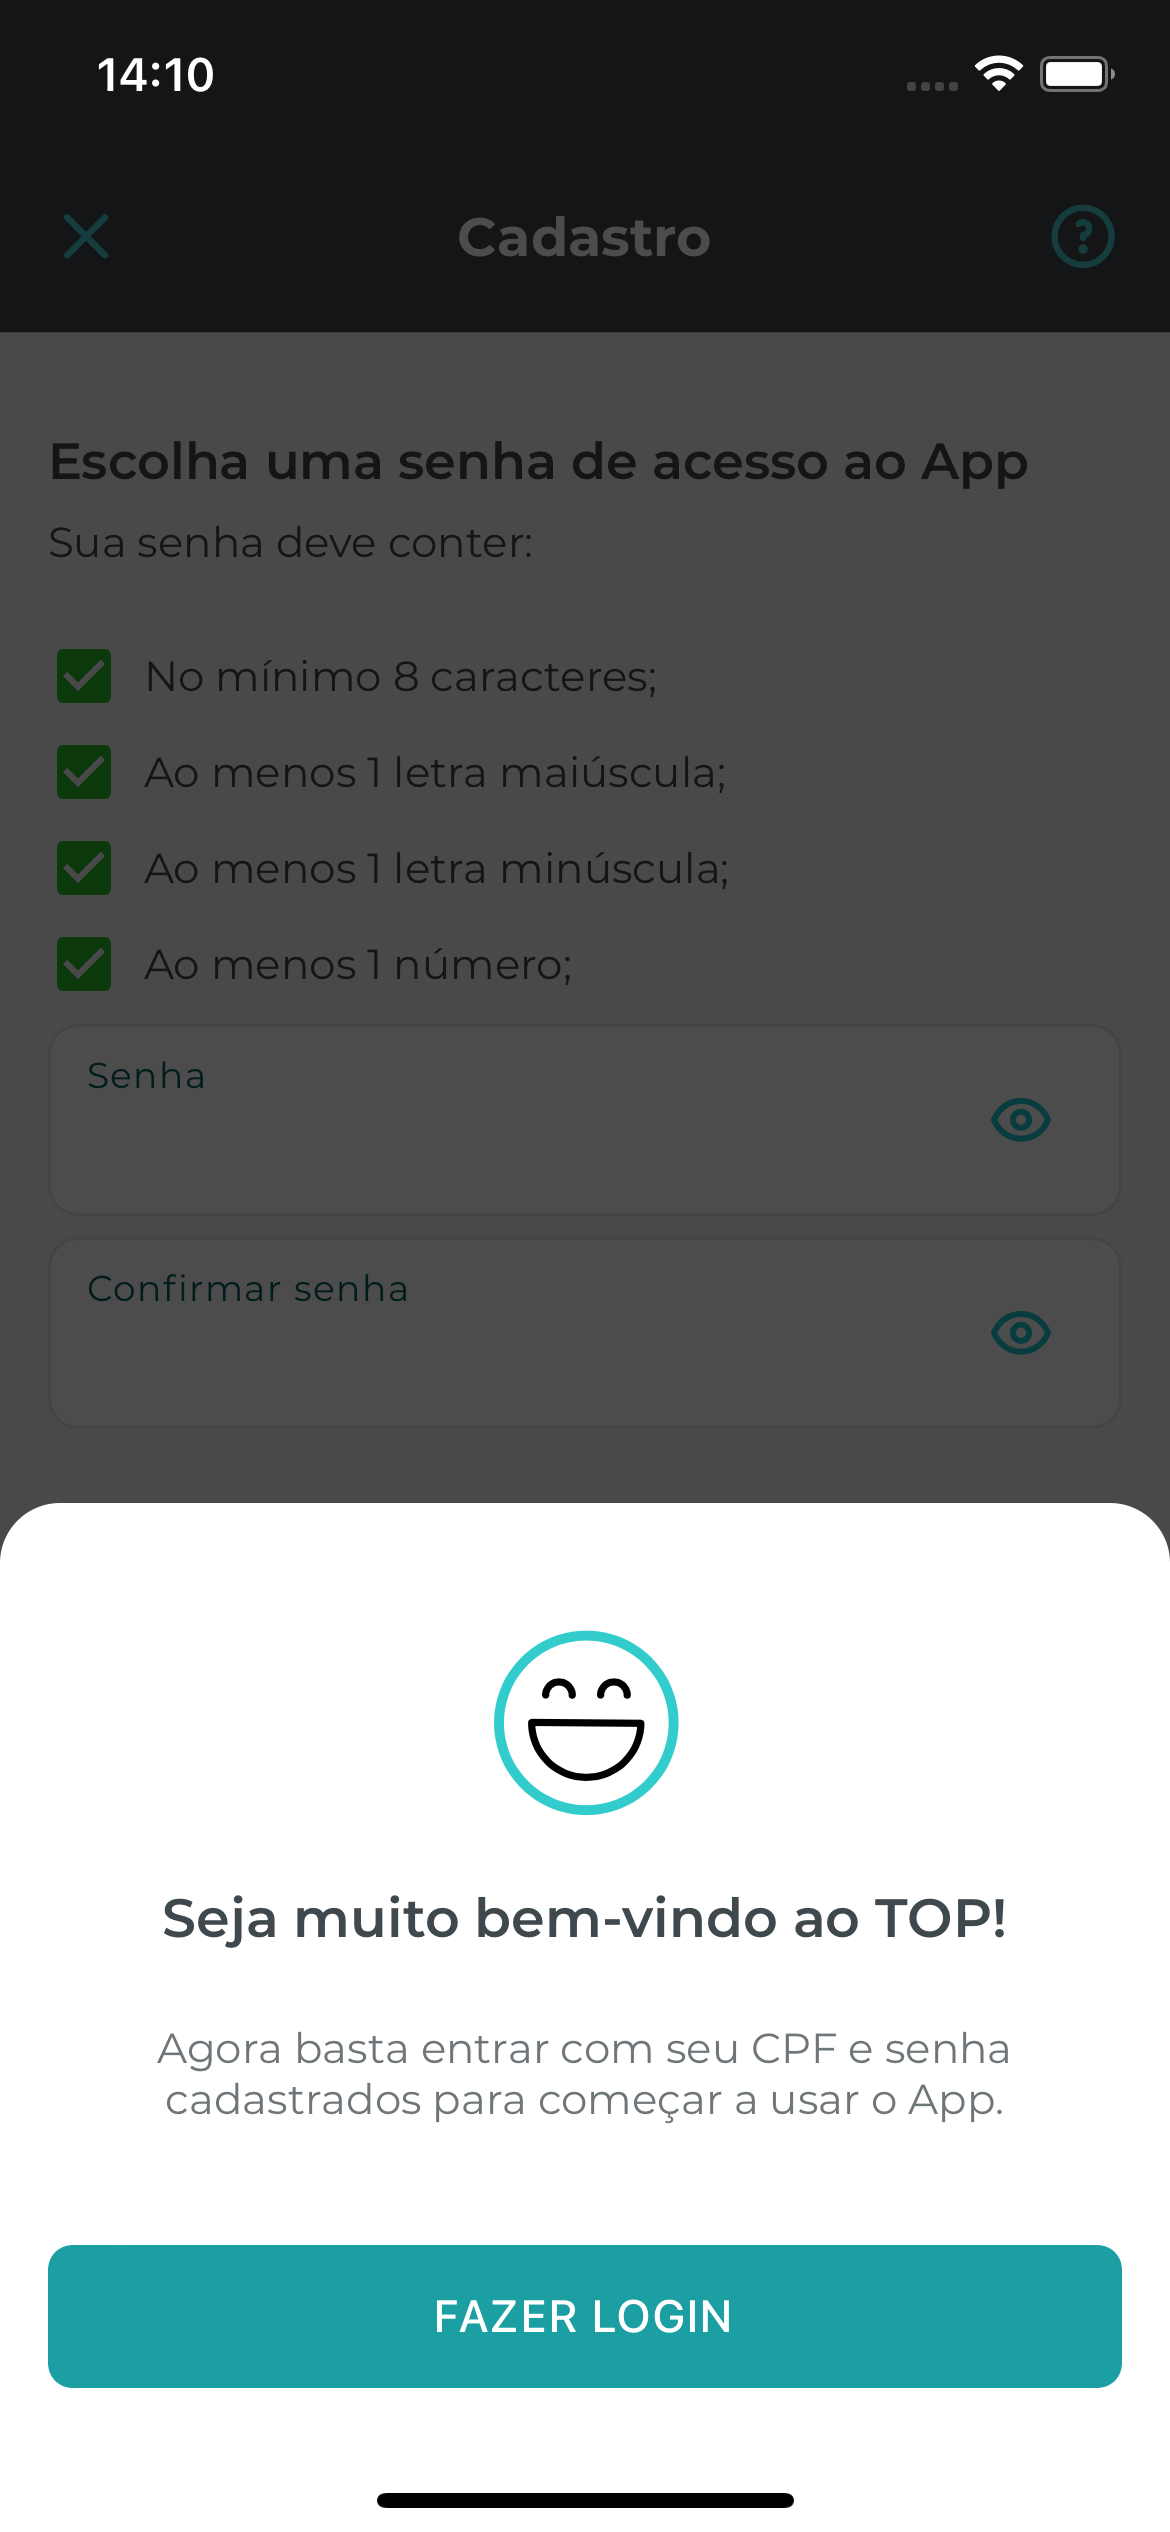 14:10
Cadastro
Escolha uma senha de acesso ao App
Sua senha deve conter:
No mínimo 8 caracteres;
Ao menos 1 letra maiúscula;
Ao menos 1 letra minúscula;
Ao menos 1 número;
Senha
Confirmar senha
Seja muito bem-vindo ao TOP!
Agora basta entrar com seu CPF e senha
cadastrados para começar a usar o App.
FAZER LOGIN